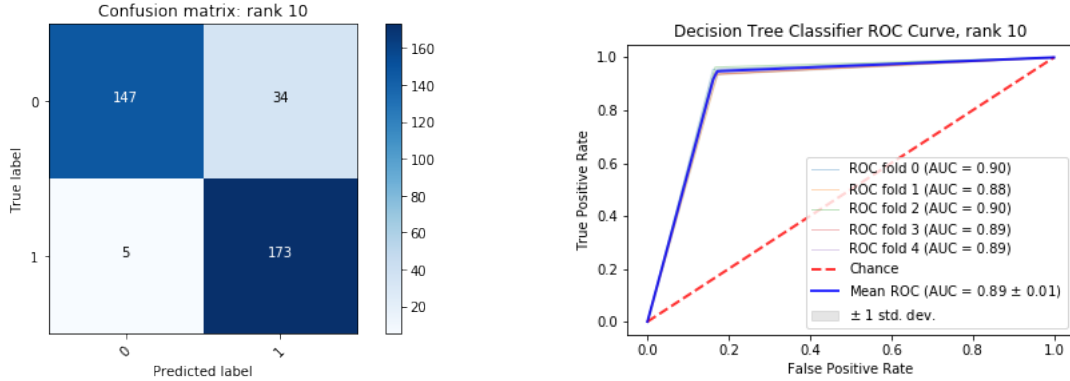 Confusion matrix: rank 10
160
140
120
100
80
60
40
20
147
34
5
173
0
1
True label
0
1
Predicted label
Decision Tree Classifier ROC Curve, rank 10
1.0
0.8
0.6
0.4
0.2
0.0
True Positive Rate
ROC fold 0 (AUC = 0.90)
ROC fold 1 (AUC = 0.88)
ROC fold 2 (AUC = 0.90)
ROC fold 3 (AUC = 0.89)
ROC fold 4 (AUC = 0.89)
Chance
Mean ROC (AUC = 0.89 ± 0.01)
± 1 std. dev.
0.0
0.2
0.4
0.6
0.8
1.0
False Positive Rate